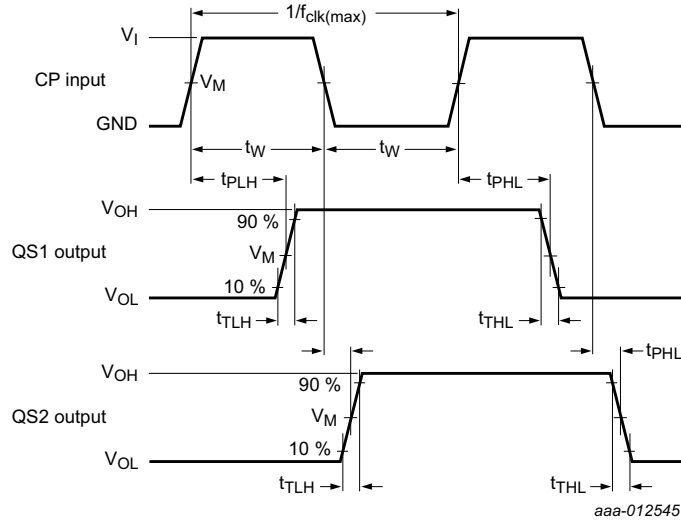 1/fclk(max)
VI
CP input
VM
GND
tW
tW
tPLH
tPHL
VOH
90 %
QS1 output
VM
10 %
VOL
tTLH
tTHL
tPHL
VOH
90 %
QS2 output
VM
10 %
VOL
tTLH
tTHL
aaa-012545